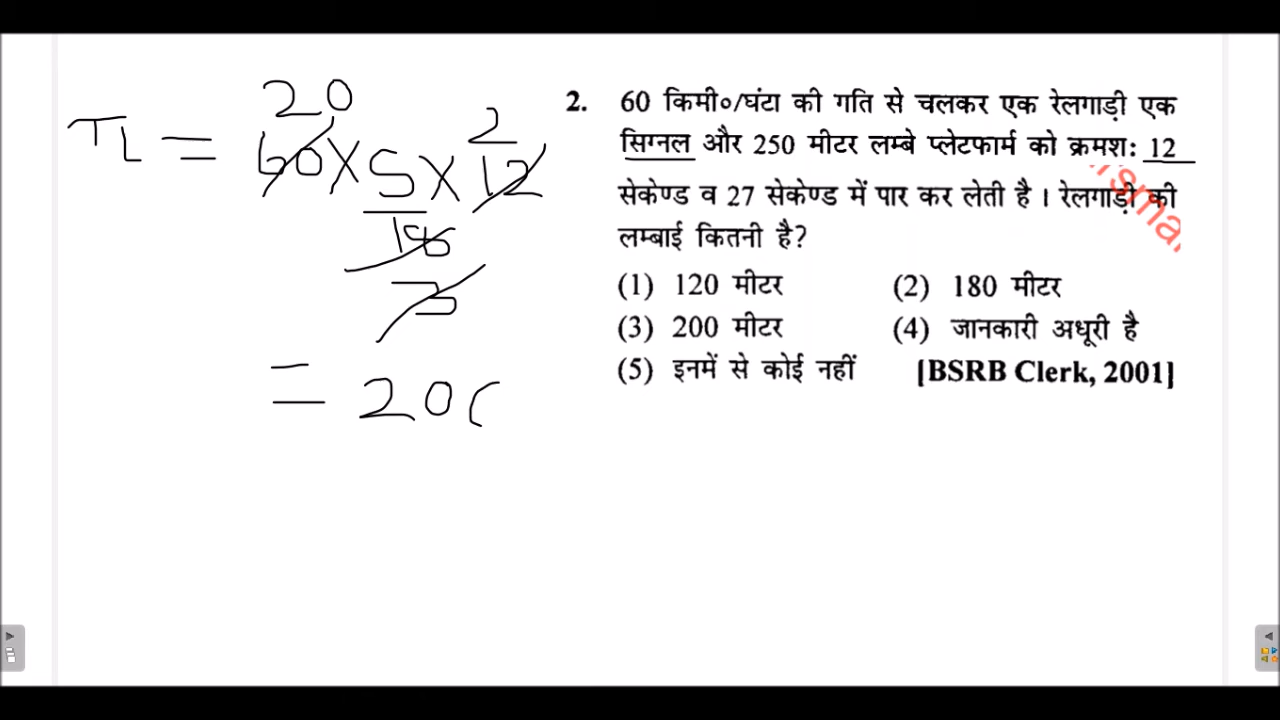 20
TL = 60 X 5 X 12
2
18
3
= 20
2. 60 किमी०/घंटा की गति से चलकर एक रेलगाड़ी एक
सिग्नल और 250 मीटर लम्बे प्लेटफार्म को क्रमश: 12
सेकेण्ड व 27 सेकेण्ड में पार कर लेती है । रेलगाड़ी की
लम्बाई कितनी है?
(1) 120 मीटर (2) 180 मीटर
(3) 200 मीटर (4) जानकारी अधूरी है
(5) इनमें से कोई नहीं [BSRB Clerk, 2001]